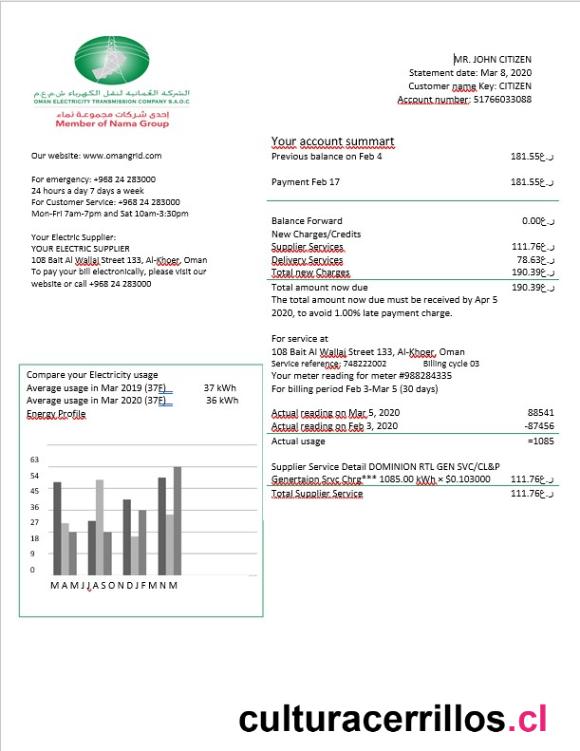 الشركة العُمانية لنقل الكهرباء ش.م.ع.م
OMAN ELECTRICITY TRANSMISSION COMPANY S.A.O.C
إحدى شركات مجموعة نماء
Member of Nama Group
MR. JOHN CITIZEN
Statement date: Mar 8, 2020
Customer name Key: CITIZEN
Account number: 51766033088
Our website: www.omangrid.com
For emergency: +968 24 283000
24 hours a day 7 days a week
For Customer Service: +968 24 283000
Mon-Fri 7am-7pm and Sat 10am-3:30pm
Your Electric Supplier:
YOUR ELECTRIC SUPPLIER
108 Bait Al Wallaj Street 133, Al-Khoer, Oman
To pay your bill electronically, please visit our
website or call +968 24 283000
Your account summart
Previous balance on Feb 4 181.55ر.ع
Payment Feb 17 181.55ر.ع
Balance Forward 0.00ر.ع
New Charges/Credits
Supplier Services 111.76ر.ع
Delivery Services 78.63ر.ع
Total new Charges 190.39ر.ع
Total amount now due 190.39ر.ع
The total amount now due must be received by Apr 5
2020, to avoid 1.00% late payment charge.
For service at
108 Bait Al Wallaj Street 133, Al-Khoer, Oman
Service reference: 748222002 Billing cycle 03
Your meter reading for meter #988284335
For billing period Feb 3-Mar 5 (30 days)
Actual reading on Mar 5, 2020 88541
Actual reading on Feb 3, 2020 -87456
Actual usage =1085
Supplier Service Detail DOMINION RTL GEN SVC/CL&P
Genertaion Srvc Chrg*** 1085.00 kWh × $0.103000 111.76ر.ع
Total Supplier Service 111.76ر.ع
Compare your Electricity usage
Average usage in Mar 2019 (37F) 37 kWh
Average usage in Mar 2020 (37F) 36 kWh
Energy Profile
63
54
45
36
27
18
9
0
M A M J J A S O N D J F M N M
culturacerrillos.cl